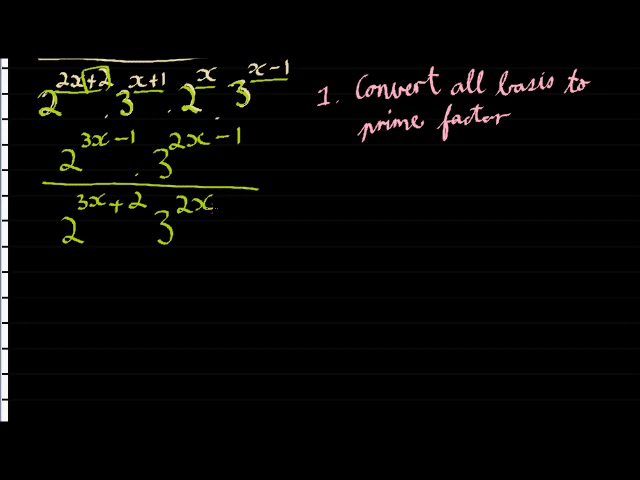 2^{2x+2} . 3^{x+1} . 2^{x} . 3^{x-1}
1. Convert all basis to
prime factor
2^{3x-1} . 3^{2x-1}
2^{3x+2} 3^{2x}